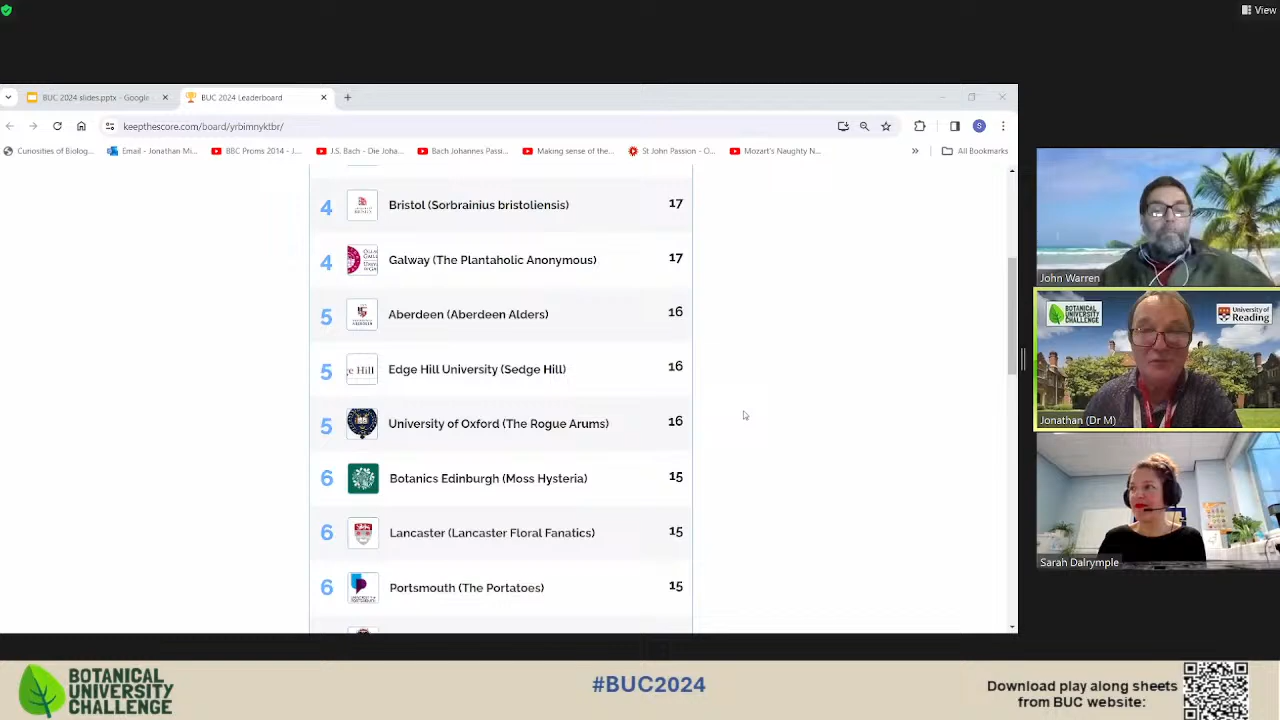 View
BUC 2024 slides.pptx - Google
BUC 2024 Leaderboard
keepthescore.com/board/yrbimnyktbr/
S
Curiosities of Biolog...
Email - Jonathan Mi...
BBC Proms 2014 - J...
J.S. Bach - Die Joha...
Bach Johannes Passi...
Making sense of the...
St John Passion - O...
Mozart's Naughty N...
»
All Bookmarks
4 Bristol (Sorbrainius bristoliensis) 17
4 Galway (The Plantaholic Anonymous) 17
5 Aberdeen (Aberdeen Alders) 16
5 e Hill Edge Hill University (Sedge Hill) 16
5 University of Oxford (The Rogue Arums) 16
6 Botanics Edinburgh (Moss Hysteria) 15
6 Lancaster (Lancaster Floral Fanatics) 15
6 Portsmouth (The Portatoes) 15
John Warren
BOTANICAL
UNIVERSITY
CHALLENGE
University of
Reading
Jonathan (Dr M)
Sarah Dalrymple
BOTANICAL
UNIVERSITY
CHALLENGE
#BUC2024
Download play along sheets
from BUC website: